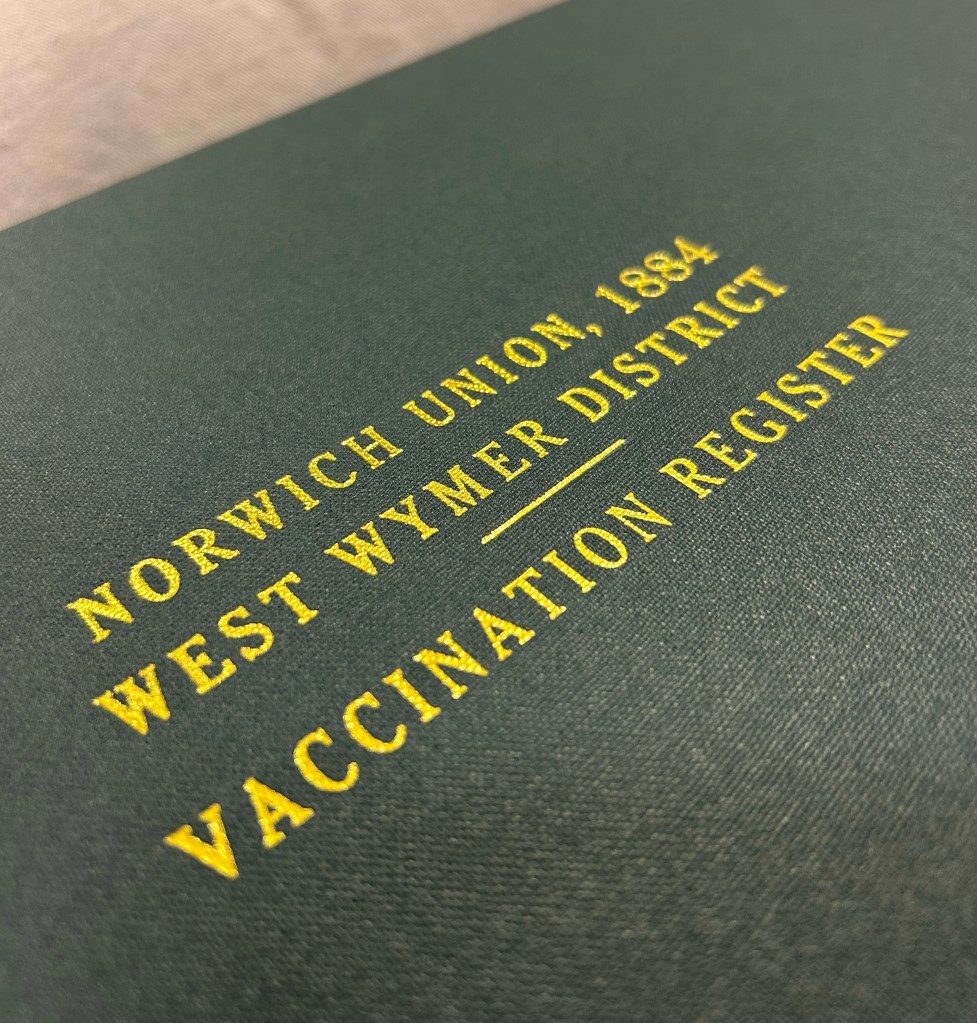 NORWICH UNION, 1884
WEST WYMER DISTRICT
VACCINATION REGISTER